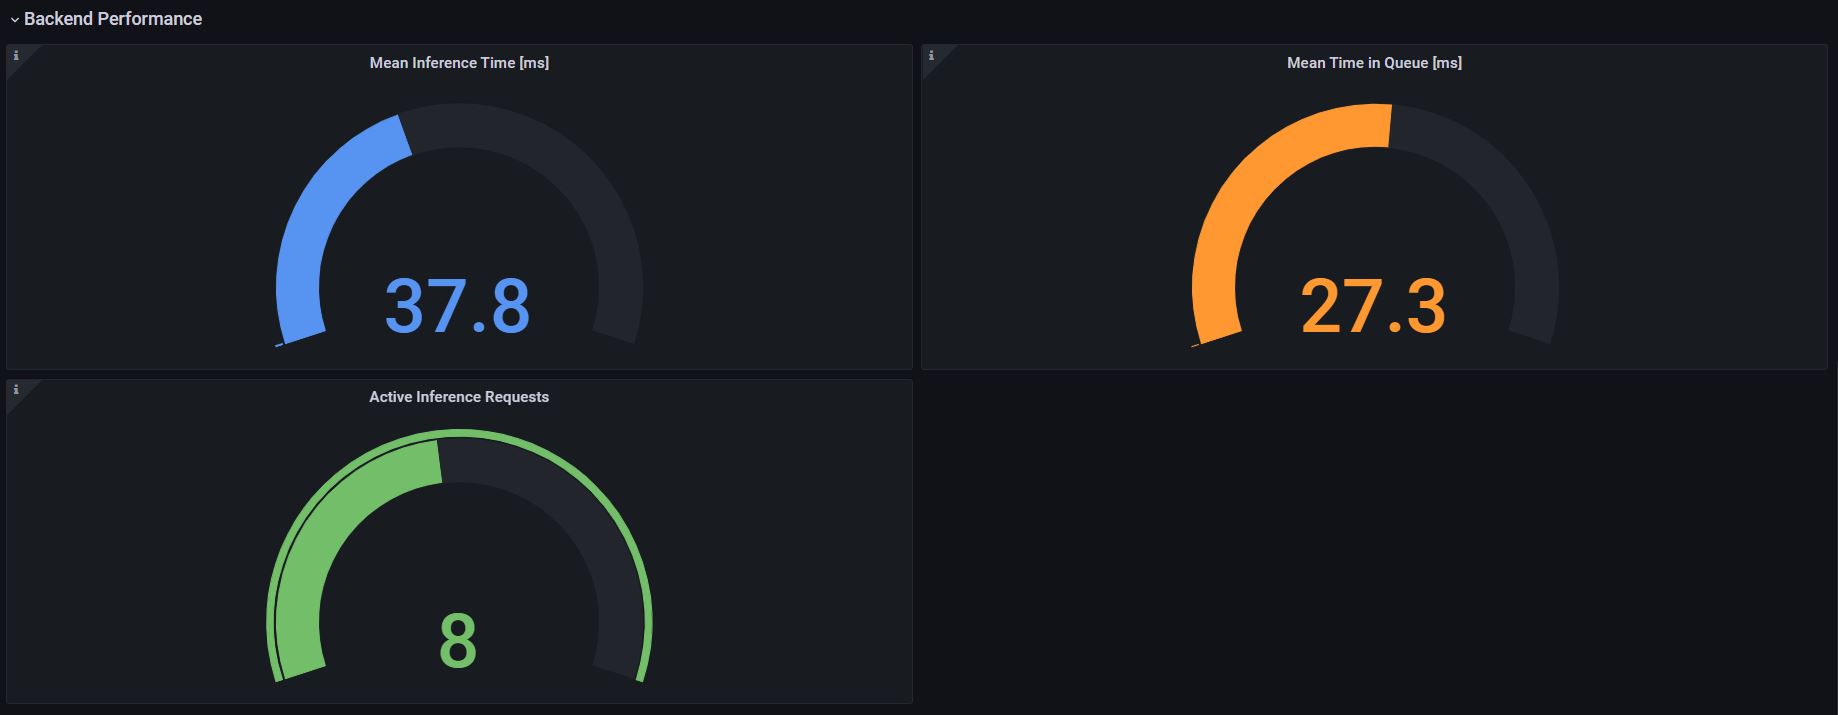 Backend Performance
Mean Inference Time [ms]
37.8
Mean Time in Queue [ms]
27.3
Active Inference Requests
8